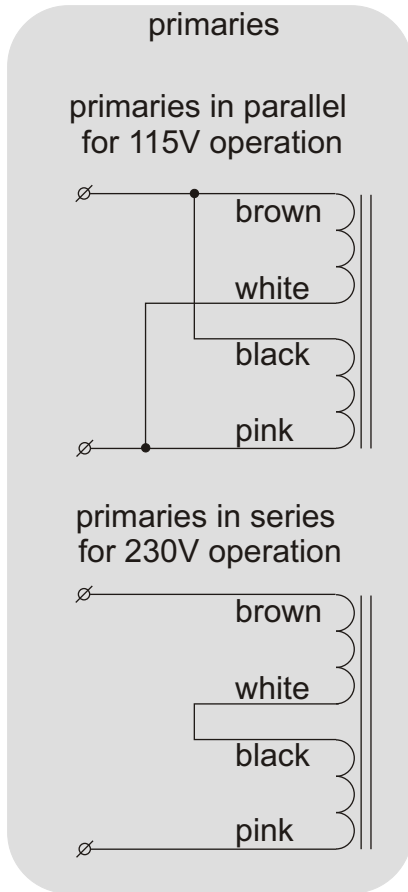 primaries
primaries in parallel
for 115V operation
brown
white
black
pink
primaries in series
for 230V operation
brown
white
black
pink